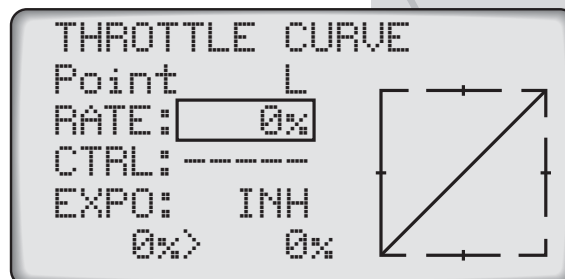 THROTTLE CURVE
Point L
RATE: 0%
CTRL: -----
EXPO: INH
0%> 0%